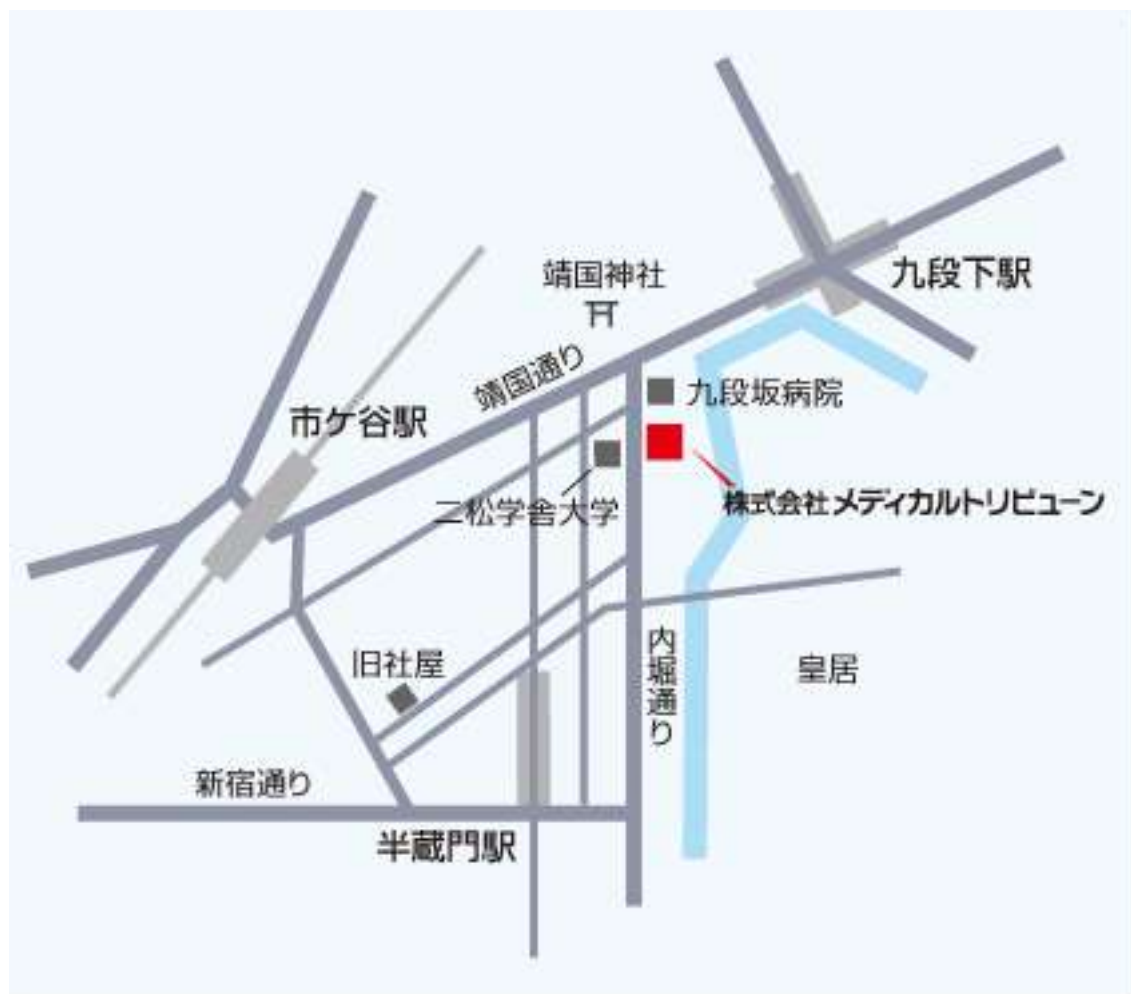 靖国神社
九段下駅
靖国通り
九段坂病院
市ケ谷駅
二松学舎大学
株式会社メディカルトリビューン
旧社屋
内堀通り
皇居
新宿通り
半蔵門駅